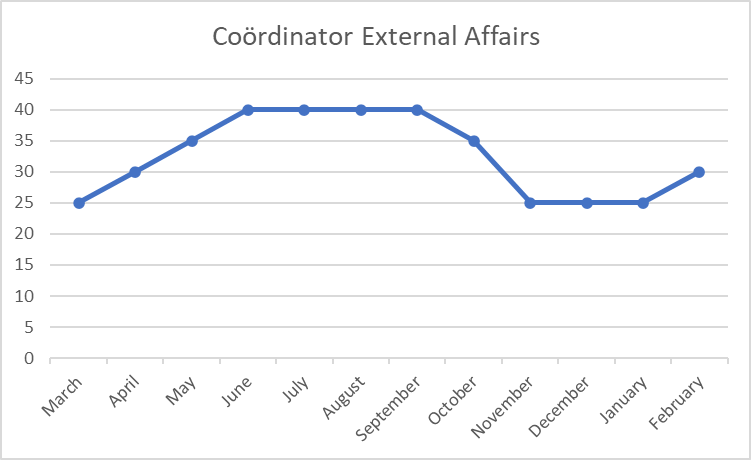 Coördinator External Affairs
45
40
35
30
25
20
15
10
5
0
March
April
May
June
July
August
September
October
November
December
January
February